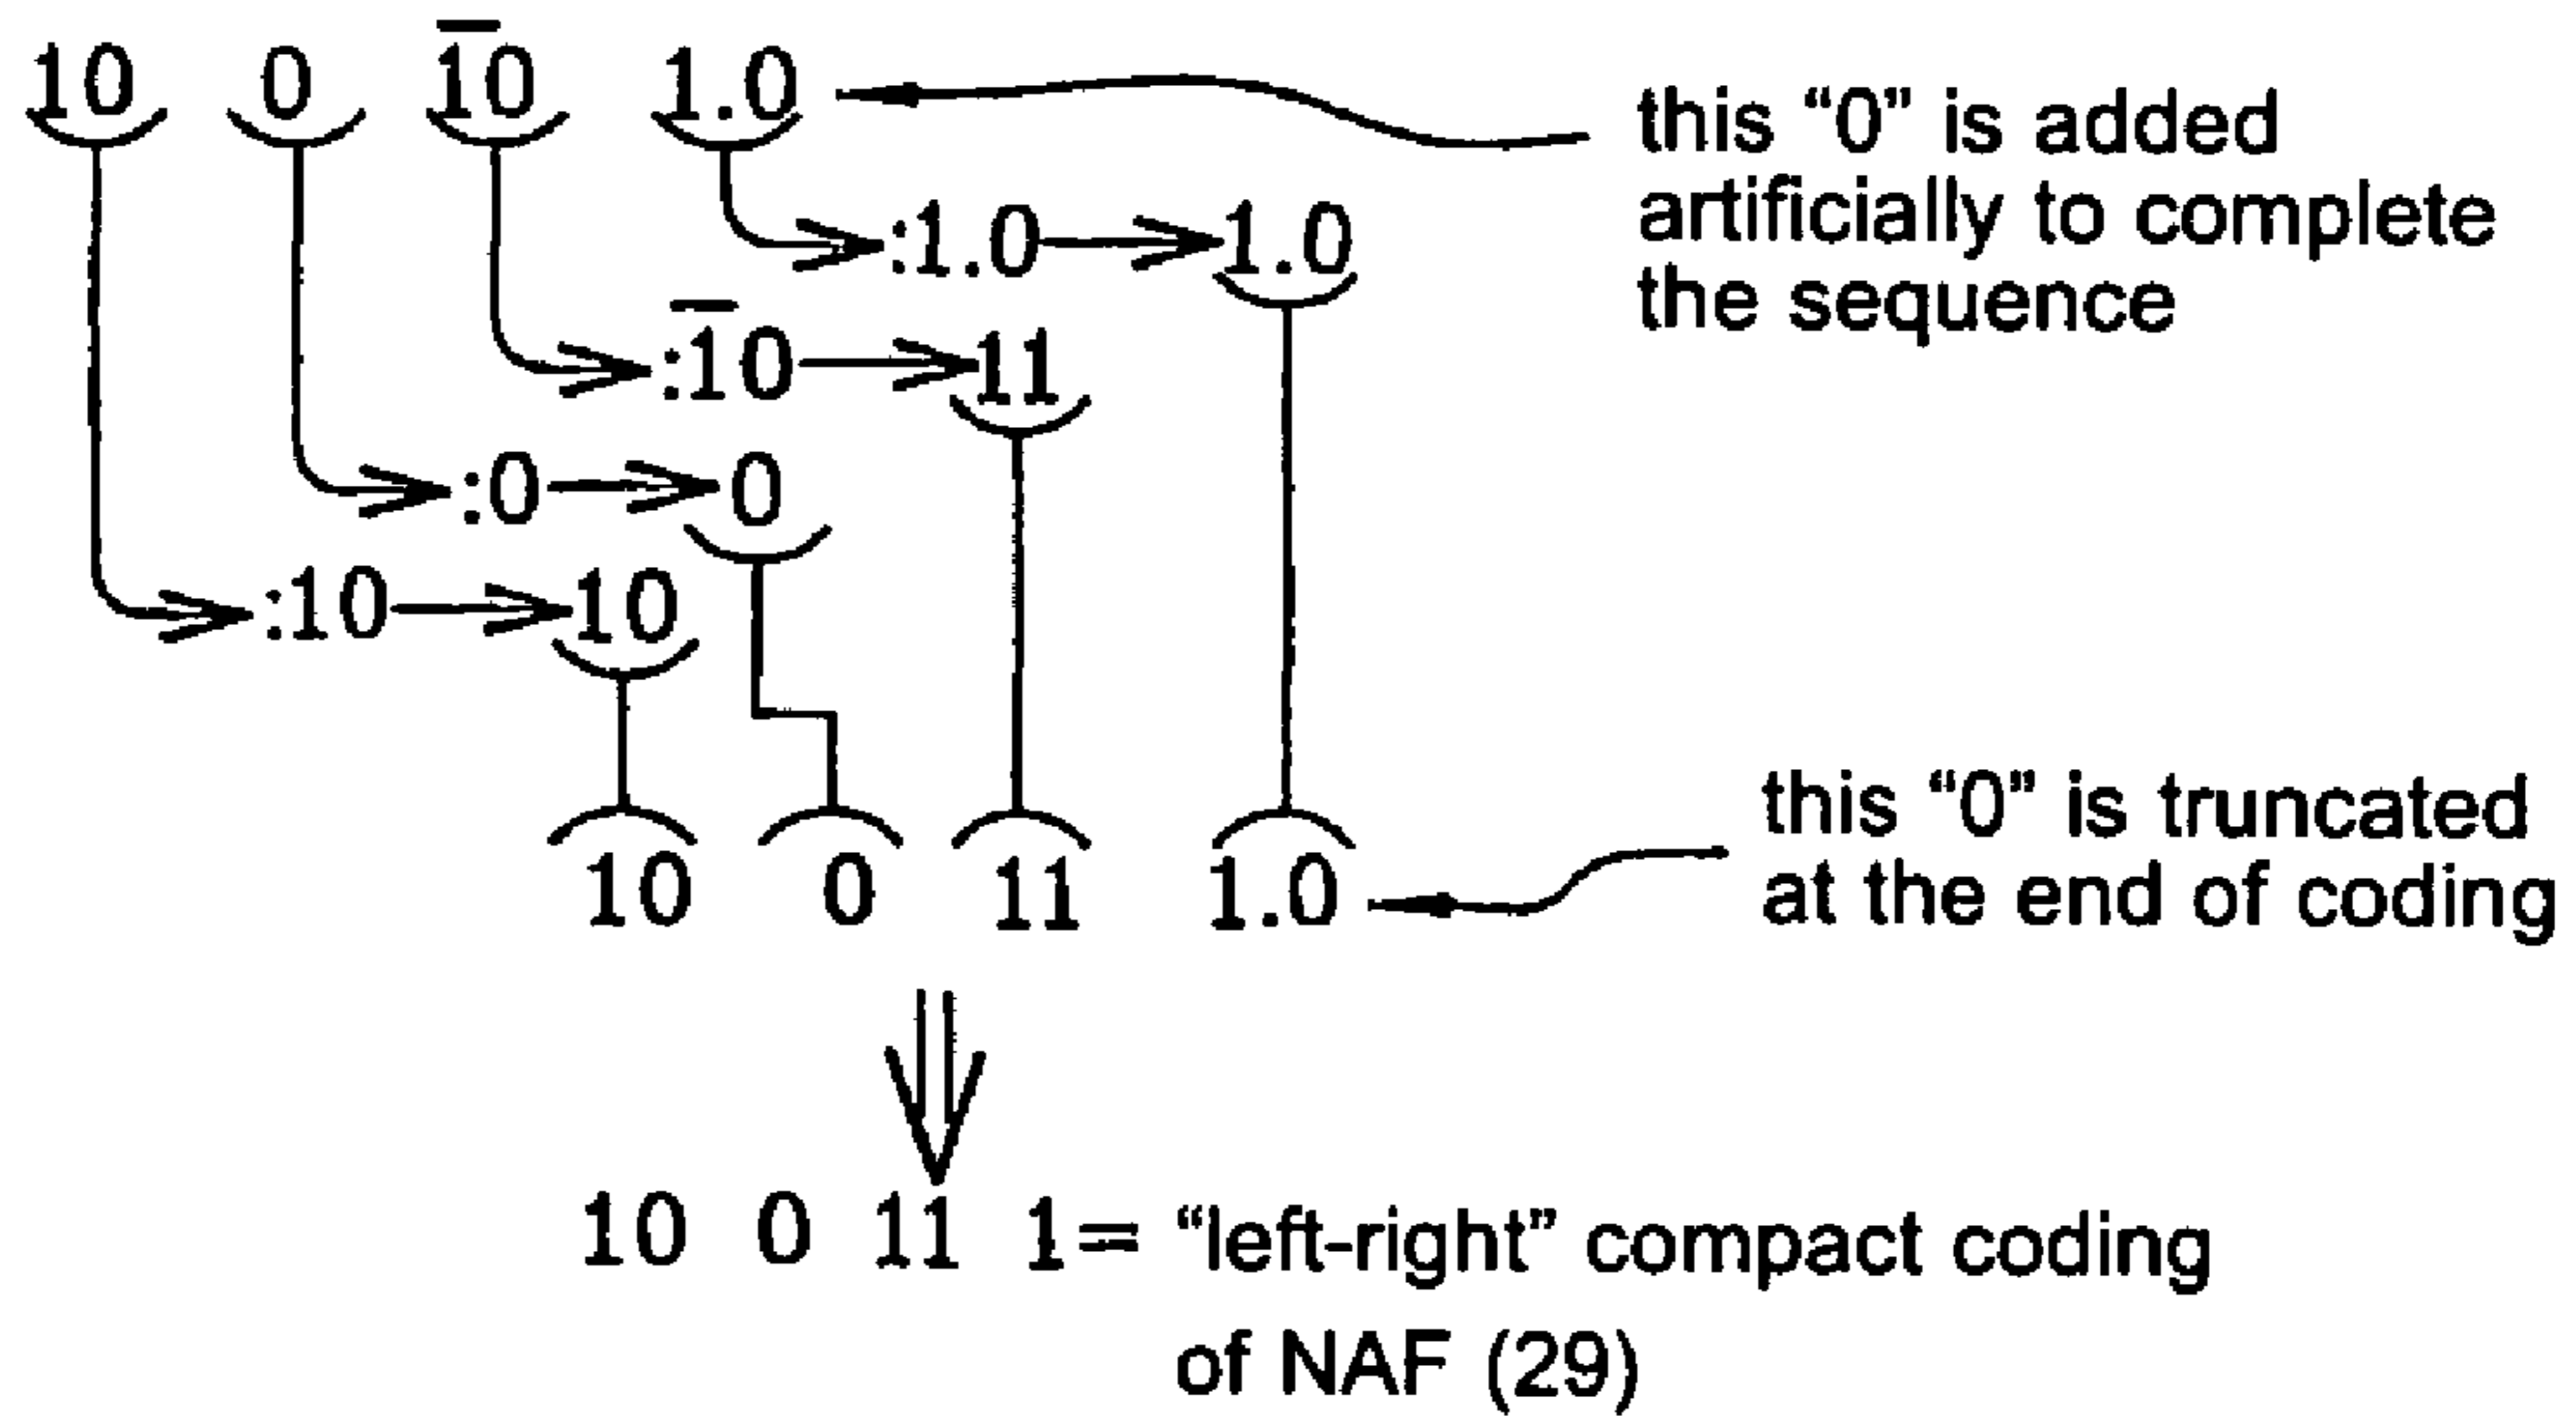 10 0 1̅0 1.0
this “0” is added
artificially to complete
the sequence
:1.0 1.0
:1̅0 11
:0 0
:10 10
10 0 11 1.0
this “0” is truncated
at the end of coding
10 0 11 1 = “left-right” compact coding
of NAF (29)